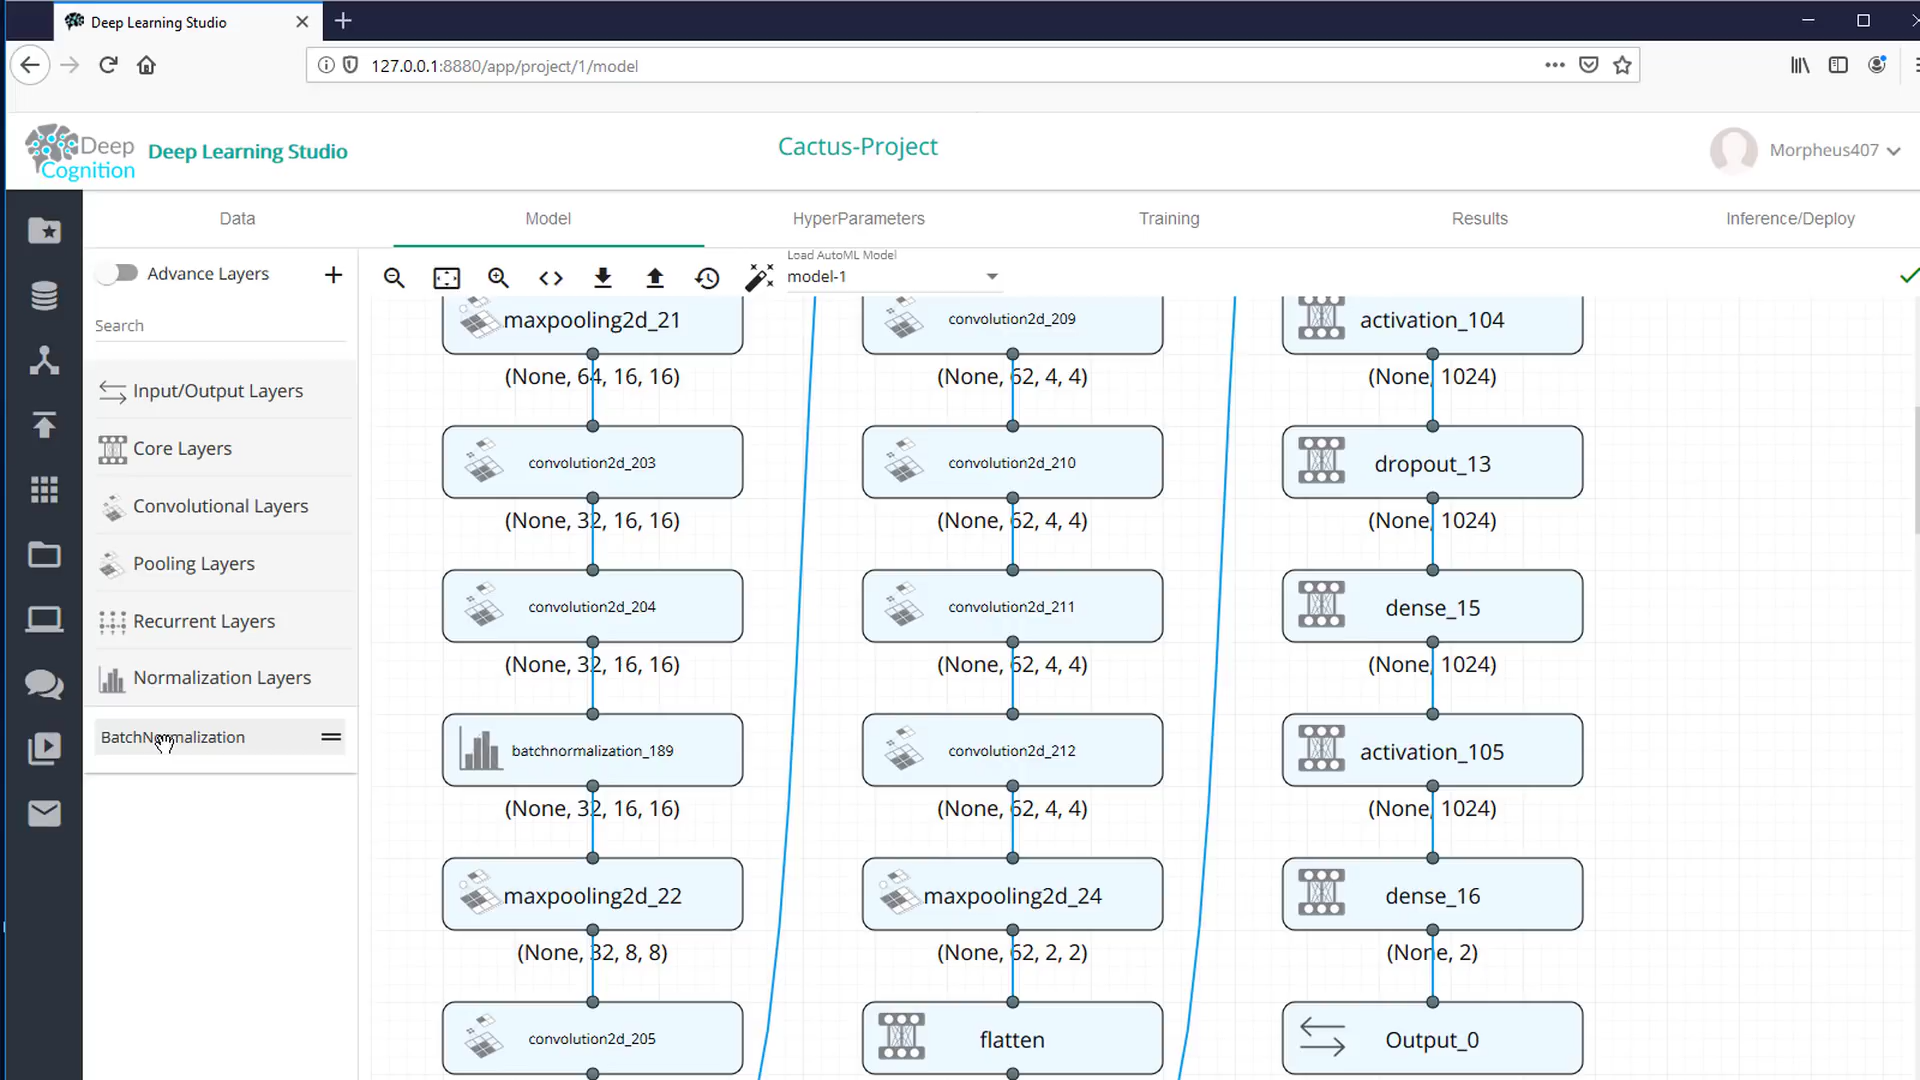 Deep Learning Studio
127.0.0.1:8880/app/project/1/model
Deep
Cognition
Deep Learning Studio
Cactus-Project
Morpheus407
Data
Model
HyperParameters
Training
Results
Inference/Deploy
Advance Layers
Search
Input/Output Layers
Core Layers
Convolutional Layers
Pooling Layers
Recurrent Layers
Normalization Layers
BatchNormalization
Load AutoML Model
model-1
maxpooling2d_21
(None, 64, 16, 16)
convolution2d_203
(None, 32, 16, 16)
convolution2d_204
(None, 32, 16, 16)
batchnormalization_189
(None, 32, 16, 16)
maxpooling2d_22
(None, 32, 8, 8)
convolution2d_205
convolution2d_209
(None, 62, 4, 4)
convolution2d_210
(None, 62, 4, 4)
convolution2d_211
(None, 62, 4, 4)
convolution2d_212
(None, 62, 4, 4)
maxpooling2d_24
(None, 62, 2, 2)
flatten
activation_104
(None, 1024)
dropout_13
(None, 1024)
dense_15
(None, 1024)
activation_105
(None, 1024)
dense_16
(None, 2)
Output_0